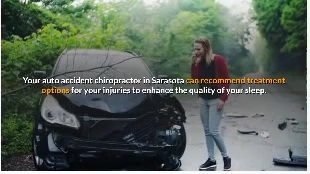 Your auto accident chiropractor in Sarasota can recommend treatment
options for your injuries to enhance the quality of your sleep.